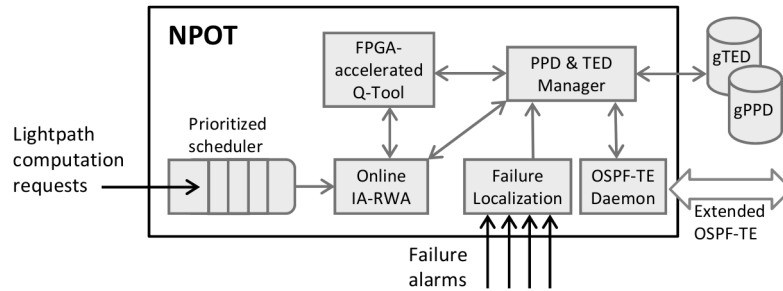 NPOT
FPGA-
accelerated
Q-Tool
PPD & TED
Manager
gTED
gPPD
Lightpath
computation
requests
Prioritized
scheduler
Online
IA-RWA
Failure
Localization
OSPF-TE
Daemon
Extended
OSPF-TE
Failure
alarms